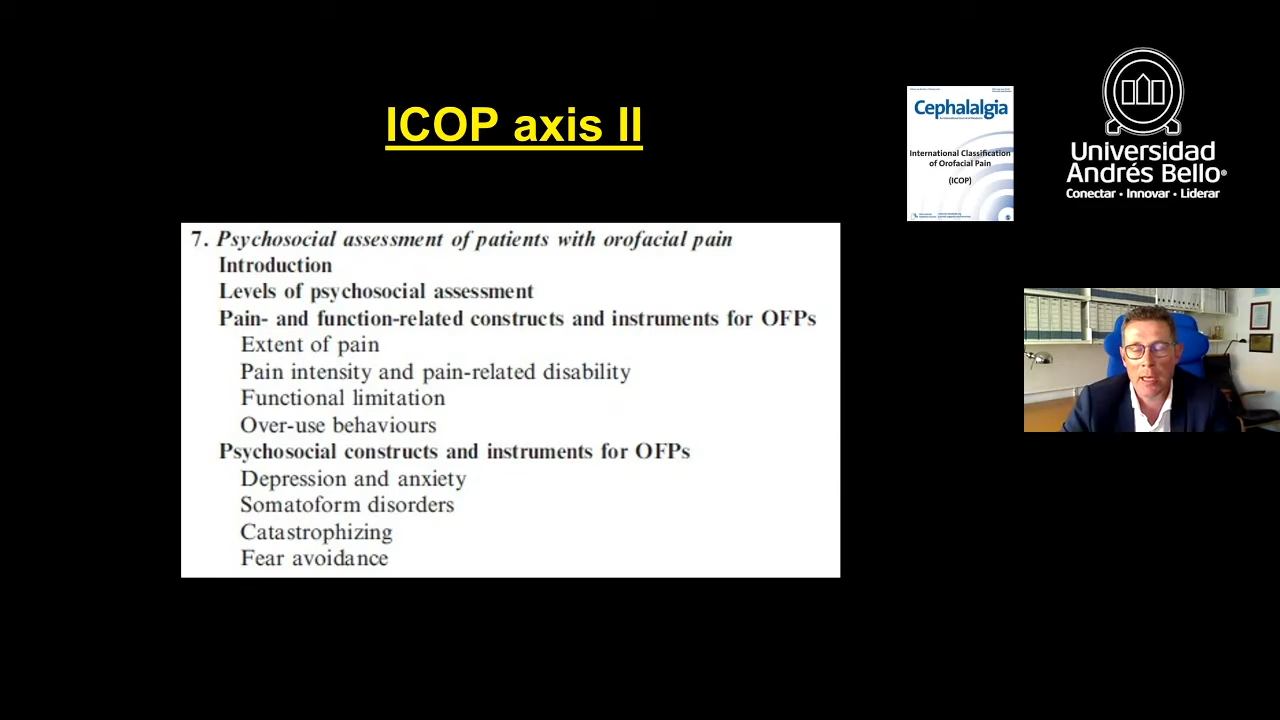 ICOP axis II
Cephalalgia
International Classification
of Orofacial Pain
(ICOP)
Universidad
Andrés Bello®
Conectar • Innovar • Liderar
7. Psychosocial assessment of patients with orofacial pain
Introduction
Levels of psychosocial assessment
Pain- and function-related constructs and instruments for OFPs
Extent of pain
Pain intensity and pain-related disability
Functional limitation
Over-use behaviours
Psychosocial constructs and instruments for OFPs
Depression and anxiety
Somatoform disorders
Catastrophizing
Fear avoidance